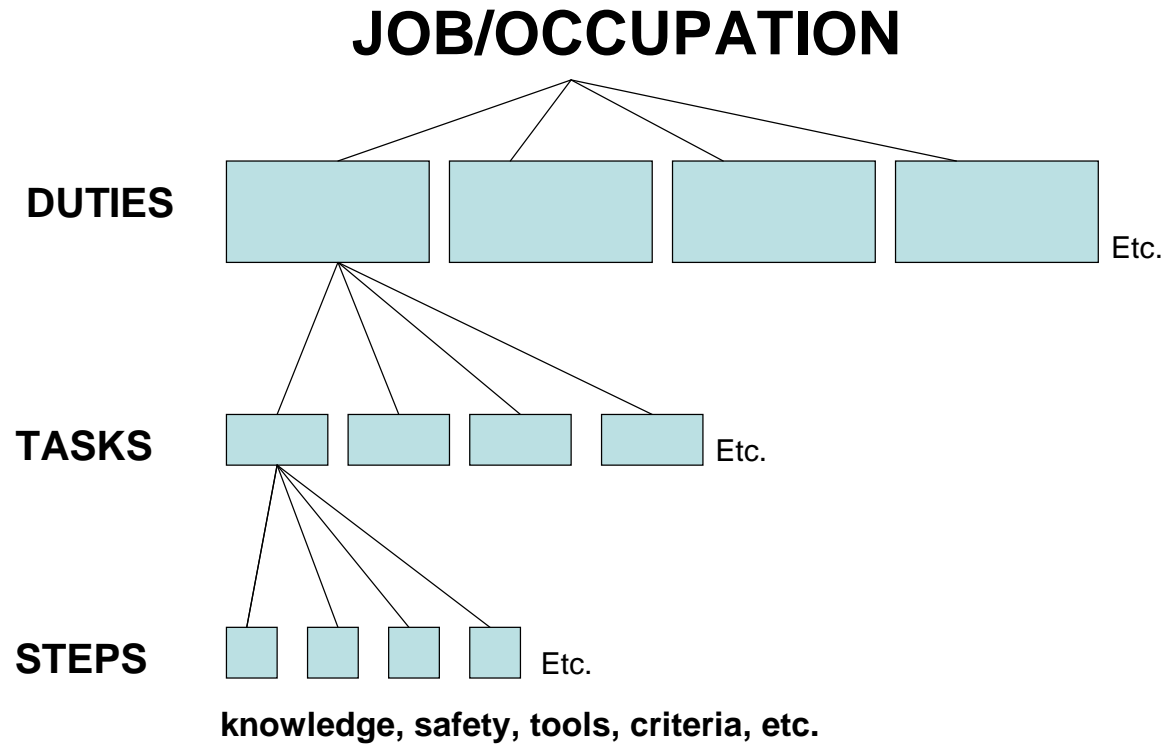 JOB/OCCUPATION
DUTIES
Etc.
TASKS
Etc.
STEPS
Etc.
knowledge, safety, tools, criteria, etc.